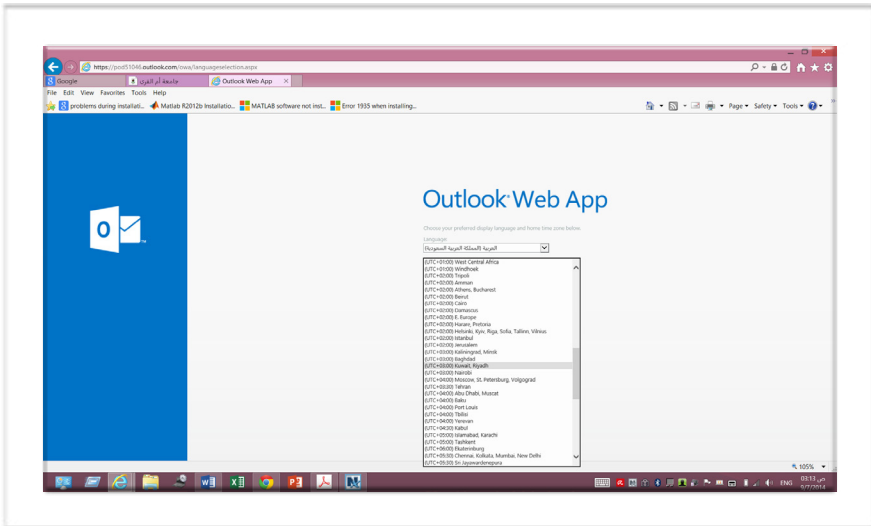 https://pod51046.outlook.com/owa/languageselection.aspx
Google
جامعة أم القرى
Outlook Web App
File Edit View Favorites Tools Help
problems during installati... Matlab R2012b Installatio... MATLAB software not inst... Error 1935 when installing...
Page Safety Tools
Outlook Web App
Choose your preferred display language and home time zone below.
Language:
العربية (المملكة العربية السعودية)
(UTC+01:00) West Central Africa
(UTC+01:00) Windhoek
(UTC+02:00) Tripoli
(UTC+02:00) Amman
(UTC+02:00) Athens, Bucharest
(UTC+02:00) Beirut
(UTC+02:00) Cairo
(UTC+02:00) Damascus
(UTC+02:00) E. Europe
(UTC+02:00) Harare, Pretoria
(UTC+02:00) Helsinki, Kyiv, Riga, Sofia, Tallinn, Vilnius
(UTC+02:00) Istanbul
(UTC+02:00) Jerusalem
(UTC+03:00) Kaliningrad, Minsk
(UTC+03:00) Baghdad
(UTC+03:00) Kuwait, Riyadh
(UTC+03:00) Nairobi
(UTC+04:00) Moscow, St. Petersburg, Volgograd
(UTC+03:30) Tehran
(UTC+04:00) Abu Dhabi, Muscat
(UTC+04:00) Baku
(UTC+04:00) Port Louis
(UTC+04:00) Tbilisi
(UTC+04:00) Yerevan
(UTC+04:30) Kabul
(UTC+05:00) Islamabad, Karachi
(UTC+05:00) Tashkent
(UTC+06:00) Ekaterinburg
(UTC+05:30) Chennai, Kolkata, Mumbai, New Delhi
(UTC+05:30) Sri Jayawardenepura
105%
ENG
03:13 ص
9/7/2014